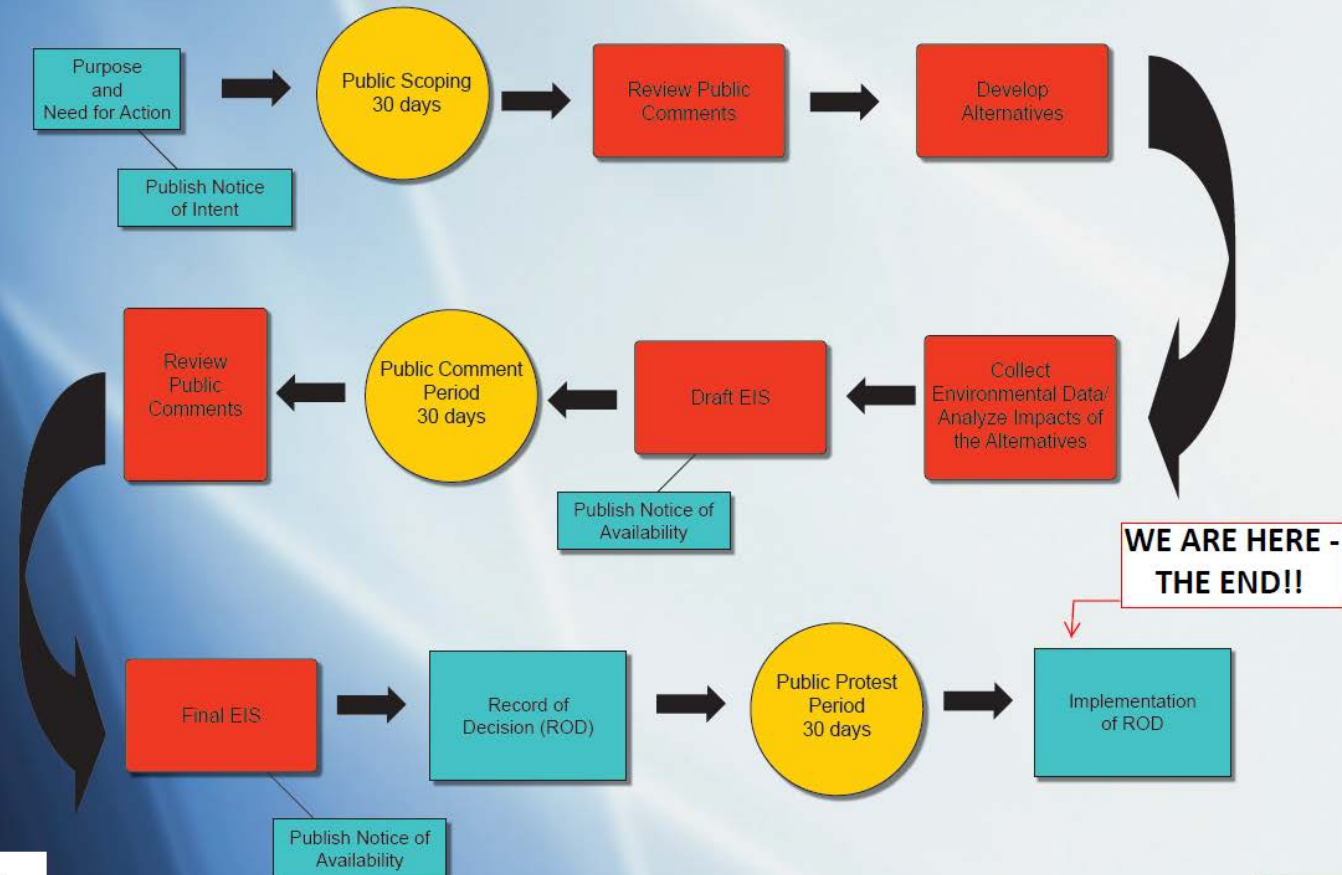 Purpose
and
Need for Action
Publish Notice
of Intent
Public Scoping
30 days
Review Public
Comments
Develop
Alternatives
Collect
Environmental Data/
Analyze Impacts of
the Alternatives
Draft EIS
Publish Notice of
Availability
Public Comment
Period
30 days
Review
Public
Comments
Final EIS
Publish Notice of
Availability
Record of
Decision (ROD)
Public Protest
Period
30 days
WE ARE HERE -
THE END!!
Implementation
of ROD